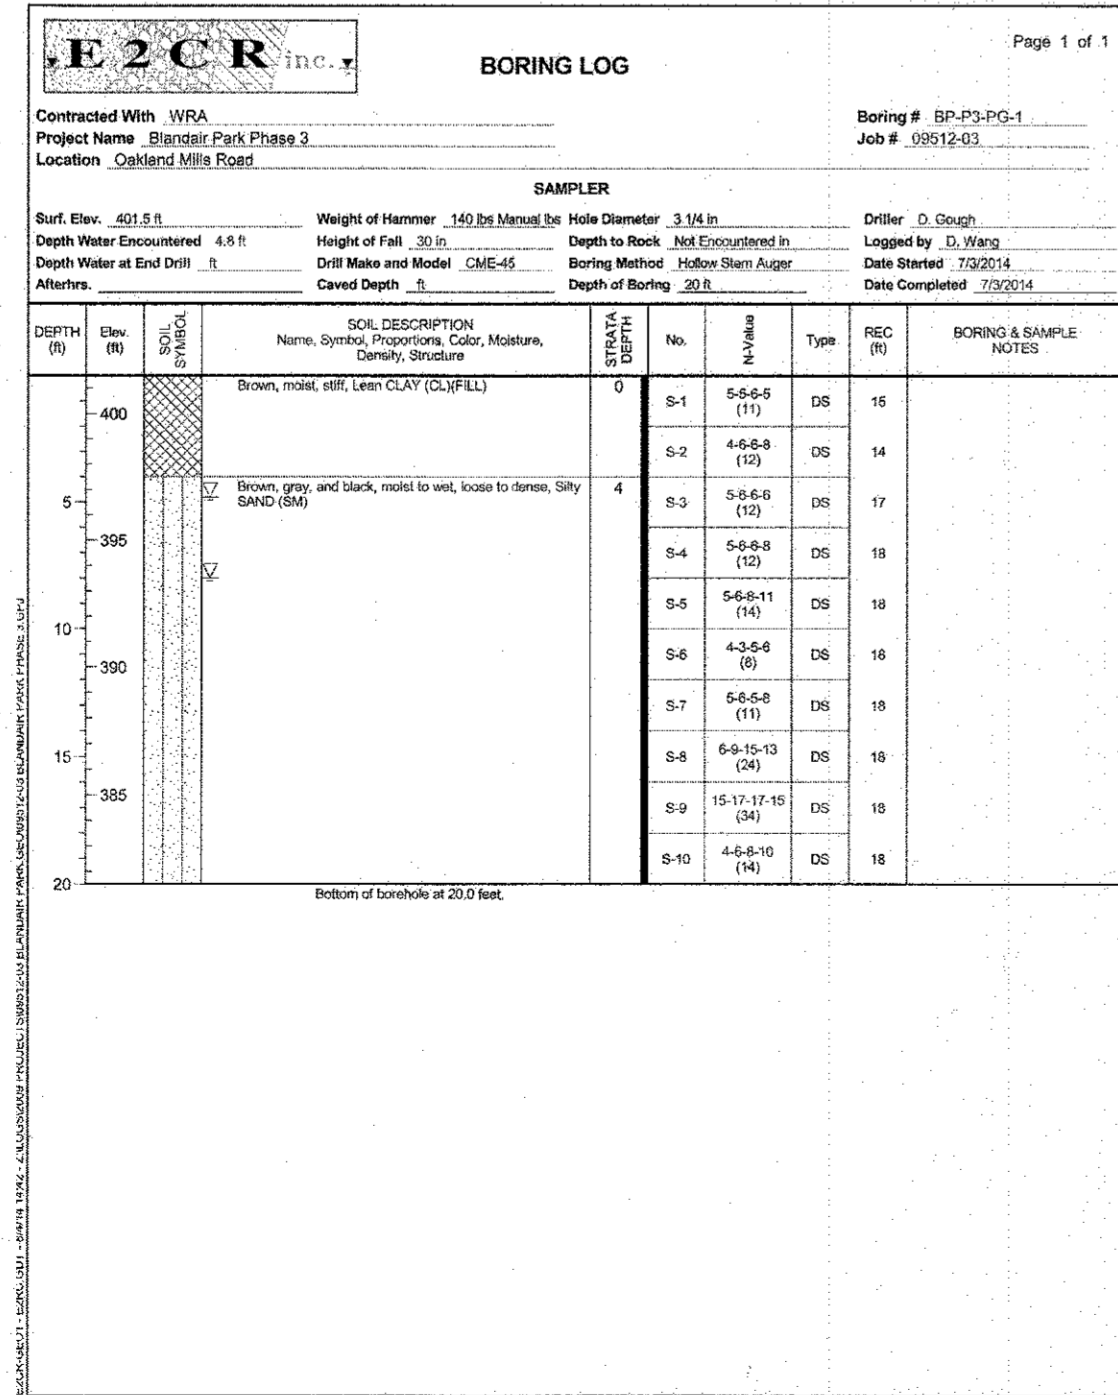 E2CR inc.
Page 1 of 1
BORING LOG
Contracted With WRA
Boring # BP-P3-PG-1
Project Name Blandair Park Phase 3
Job # 09512-03
Location Oakland Mills Road
SAMPLER
Surf. Elev. 401.5 ft Weight of Hammer 140 lbs Manual lbs Hole Diameter 3 1/4 in Driller D. Gough
Depth Water Encountered 4.8 ft Height of Fall 30 in Depth to Rock Not Encountered in Logged by D. Wang
Depth Water at End Drill ft Drill Make and Model CME-45 Boring Method Hollow Stem Auger Date Started 7/3/2014
Afterhrs. Caved Depth ft Depth of Boring 20 ft Date Completed 7/3/2014
DEPTH (ft)
Elev. (ft)
SOIL SYMBOL
SOIL DESCRIPTION
Name, Symbol, Proportions, Color, Moisture,
Density, Structure
STRATA DEPTH
No.
N-Value
Type
REC (ft)
BORING & SAMPLE
NOTES
Brown, moist, stiff, Lean CLAY (CL)(FILL) 0
S-1 5-5-6-5 (11) DS 15
400
S-2 4-6-6-8 (12) DS 14
Brown, gray, and black, moist to wet, loose to dense, Silty
SAND (SM)
4
5
S-3 5-6-6-6 (12) DS 17
395
S-4 5-6-6-8 (12) DS 18
S-5 5-6-8-11 (14) DS 18
10
S-6 4-3-5-6 (8) DS 18
390
S-7 5-6-5-8 (11) DS 18
15
S-8 6-9-15-13 (24) DS 18
385
S-9 15-17-17-15 (34) DS 18
S-10 4-6-8-10 (14) DS 18
20
Bottom of borehole at 20.0 feet.